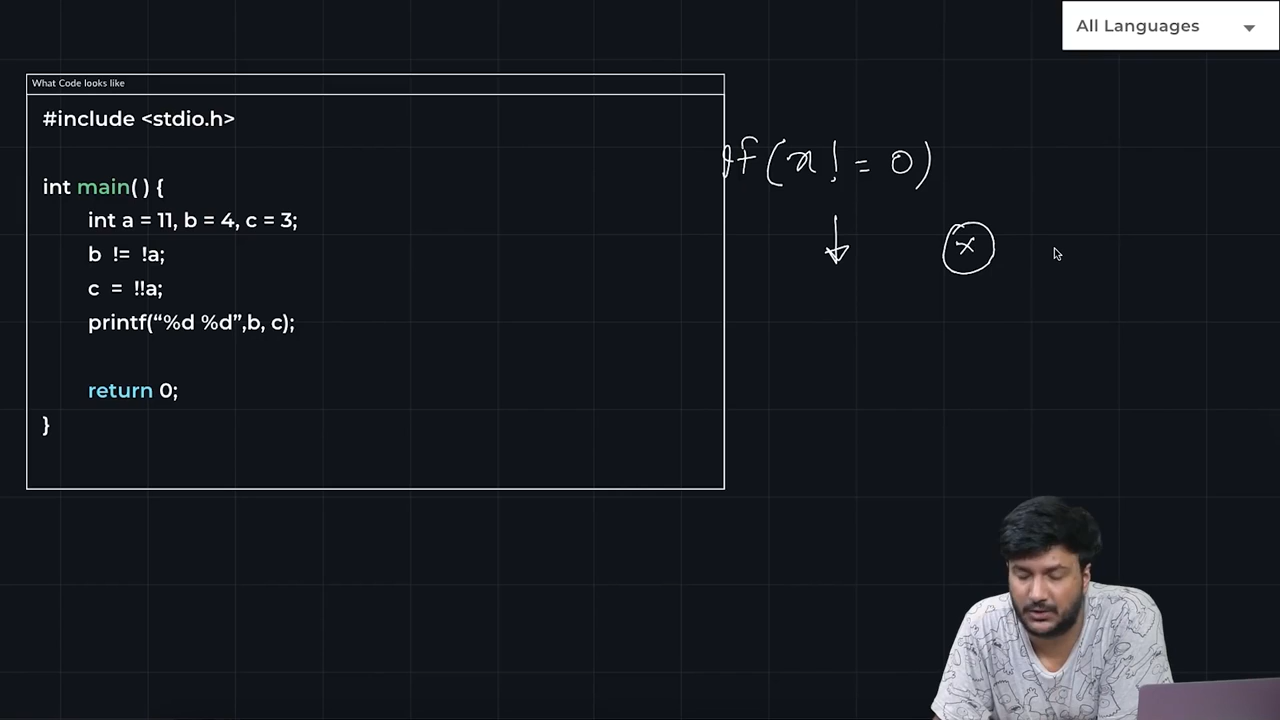 All Languages
What Code looks like
#include <stdio.h>
int main( ) {
int a = 11, b = 4, c = 3;
b != !a;
c = !!a;
printf(“%d %d”,b, c);
return 0;
}
If (x != 0)
x